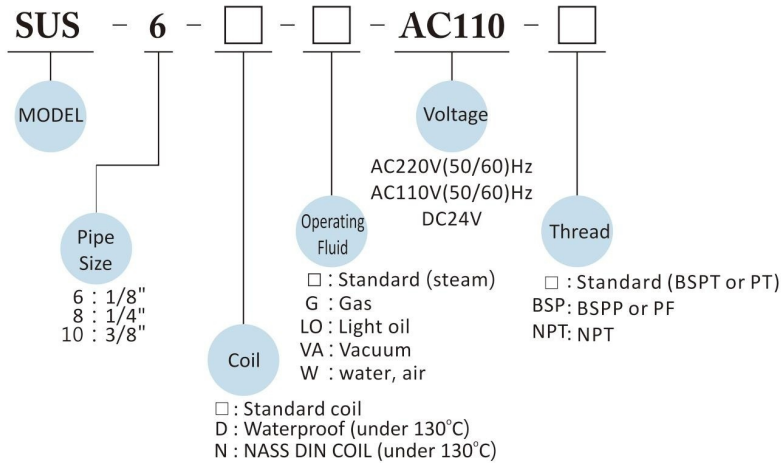 SUS - 6 - □ - □ - AC110 - □
MODEL
Voltage
AC220V(50/60)Hz
AC110V(50/60)Hz
DC24V
Pipe
Size
6 : 1/8"
8 : 1/4"
10 : 3/8"
Operating
Fluid
□ : Standard (steam)
G : Gas
LO : Light oil
VA : Vacuum
W : water, air
Thread
□ : Standard (BSPT or PT)
BSP: BSPP or PF
NPT: NPT
Coil
□ : Standard coil
D : Waterproof (under 130°C)
N : NASS DIN COIL (under 130°C)